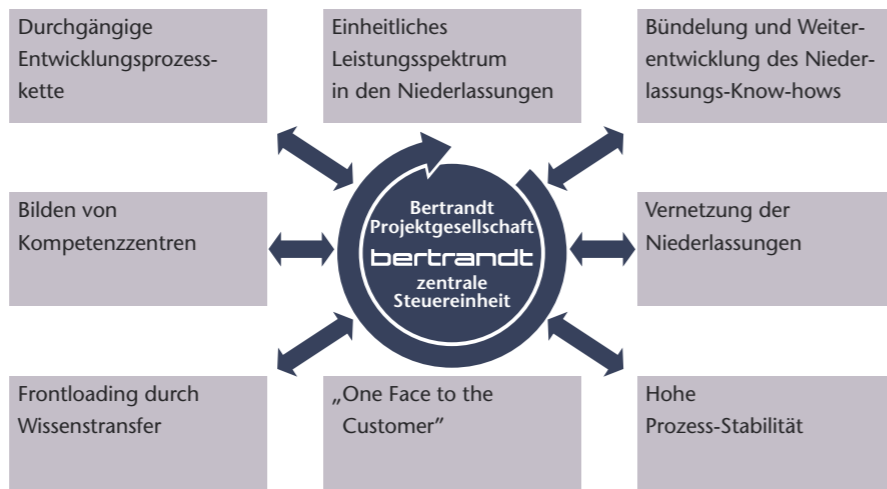 Durchgängige
Entwicklungsprozess-
kette
Einheitliches
Leistungsspektrum
in den Niederlassungen
Bündelung und Weiter-
entwicklung des Nieder-
lassungs-Know-hows
Bilden von
Kompetenzzentren
Bertrandt
Projektgesellschaft
bertrandt
zentrale
Steuereinheit
Vernetzung der
Niederlassungen
Frontloading durch
Wissenstransfer
„One Face to the
Customer”
Hohe
Prozess-Stabilität